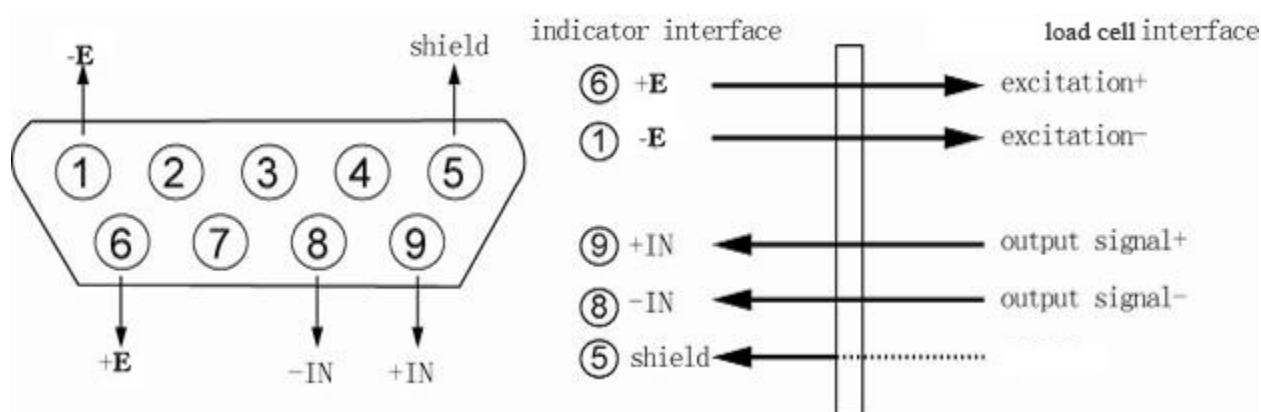 -E
shield
1 2 3 4 5
6 7 8 9
+E
-IN
+IN
indicator interface
load cell interface
6 +E
excitation+
1 -E
excitation-
9 +IN
output signal+
8 -IN
output signal-
5 shield